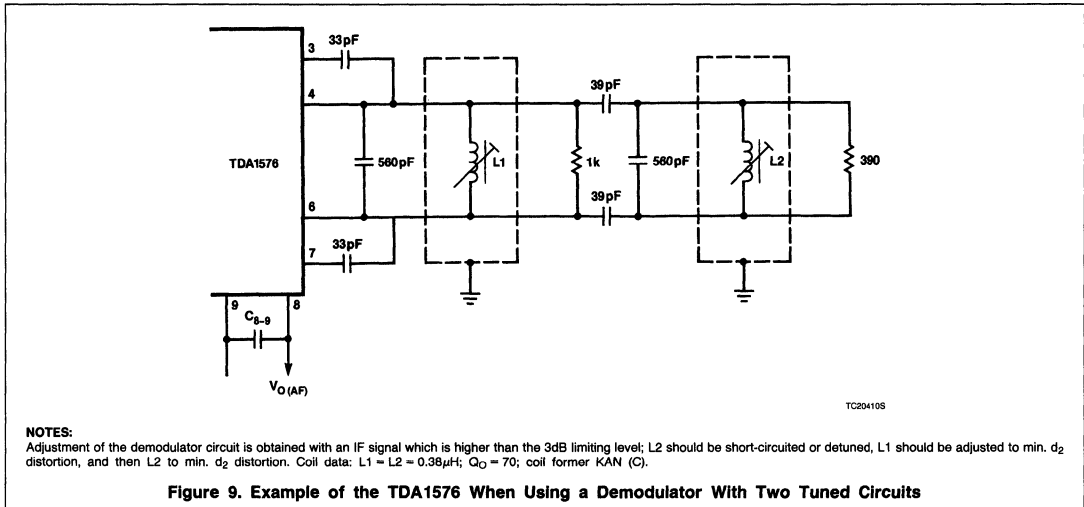 3
33pF
4
39pF
TDA1576
560pF
L1
1k
560pF
L2
390
6
39pF
7
33pF
9
8
C8–9
VO (AF)
TC20410S
NOTES:
Adjustment of the demodulator circuit is obtained with an IF signal which is higher than the 3dB limiting level; L2 should be short-circuited or detuned, L1 should be adjusted to min. d2
distortion, and then L2 to min. d2 distortion. Coil data: L1 = L2 = 0.38μH; QO = 70; coil former KAN (C).
Figure 9. Example of the TDA1576 When Using a Demodulator With Two Tuned Circuits